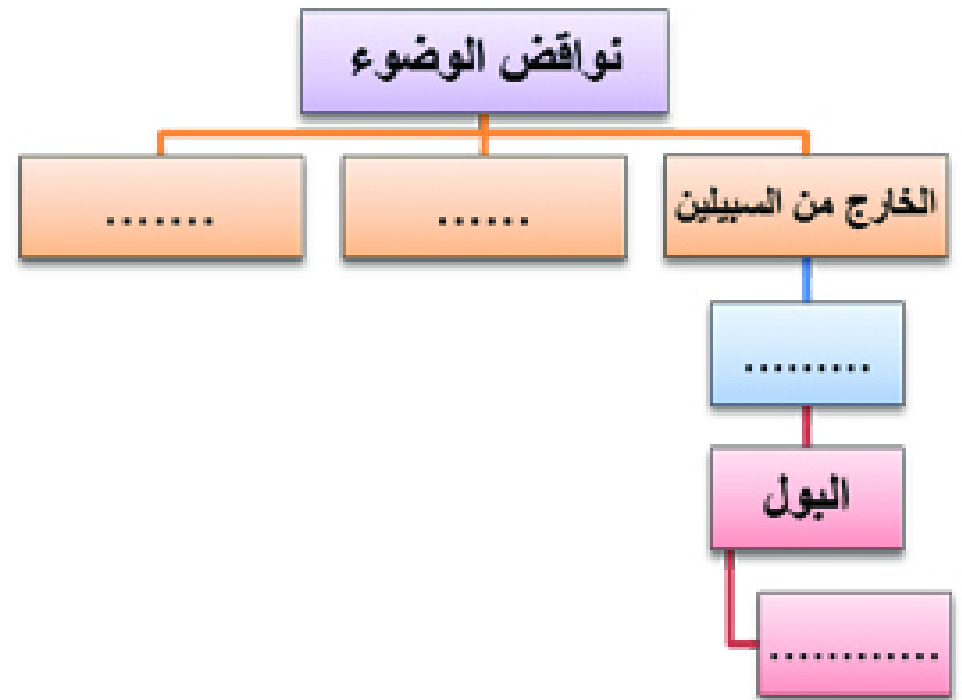 نواقض الوضوء
الخارج من السبيلين
......
.......
.........
البول
............